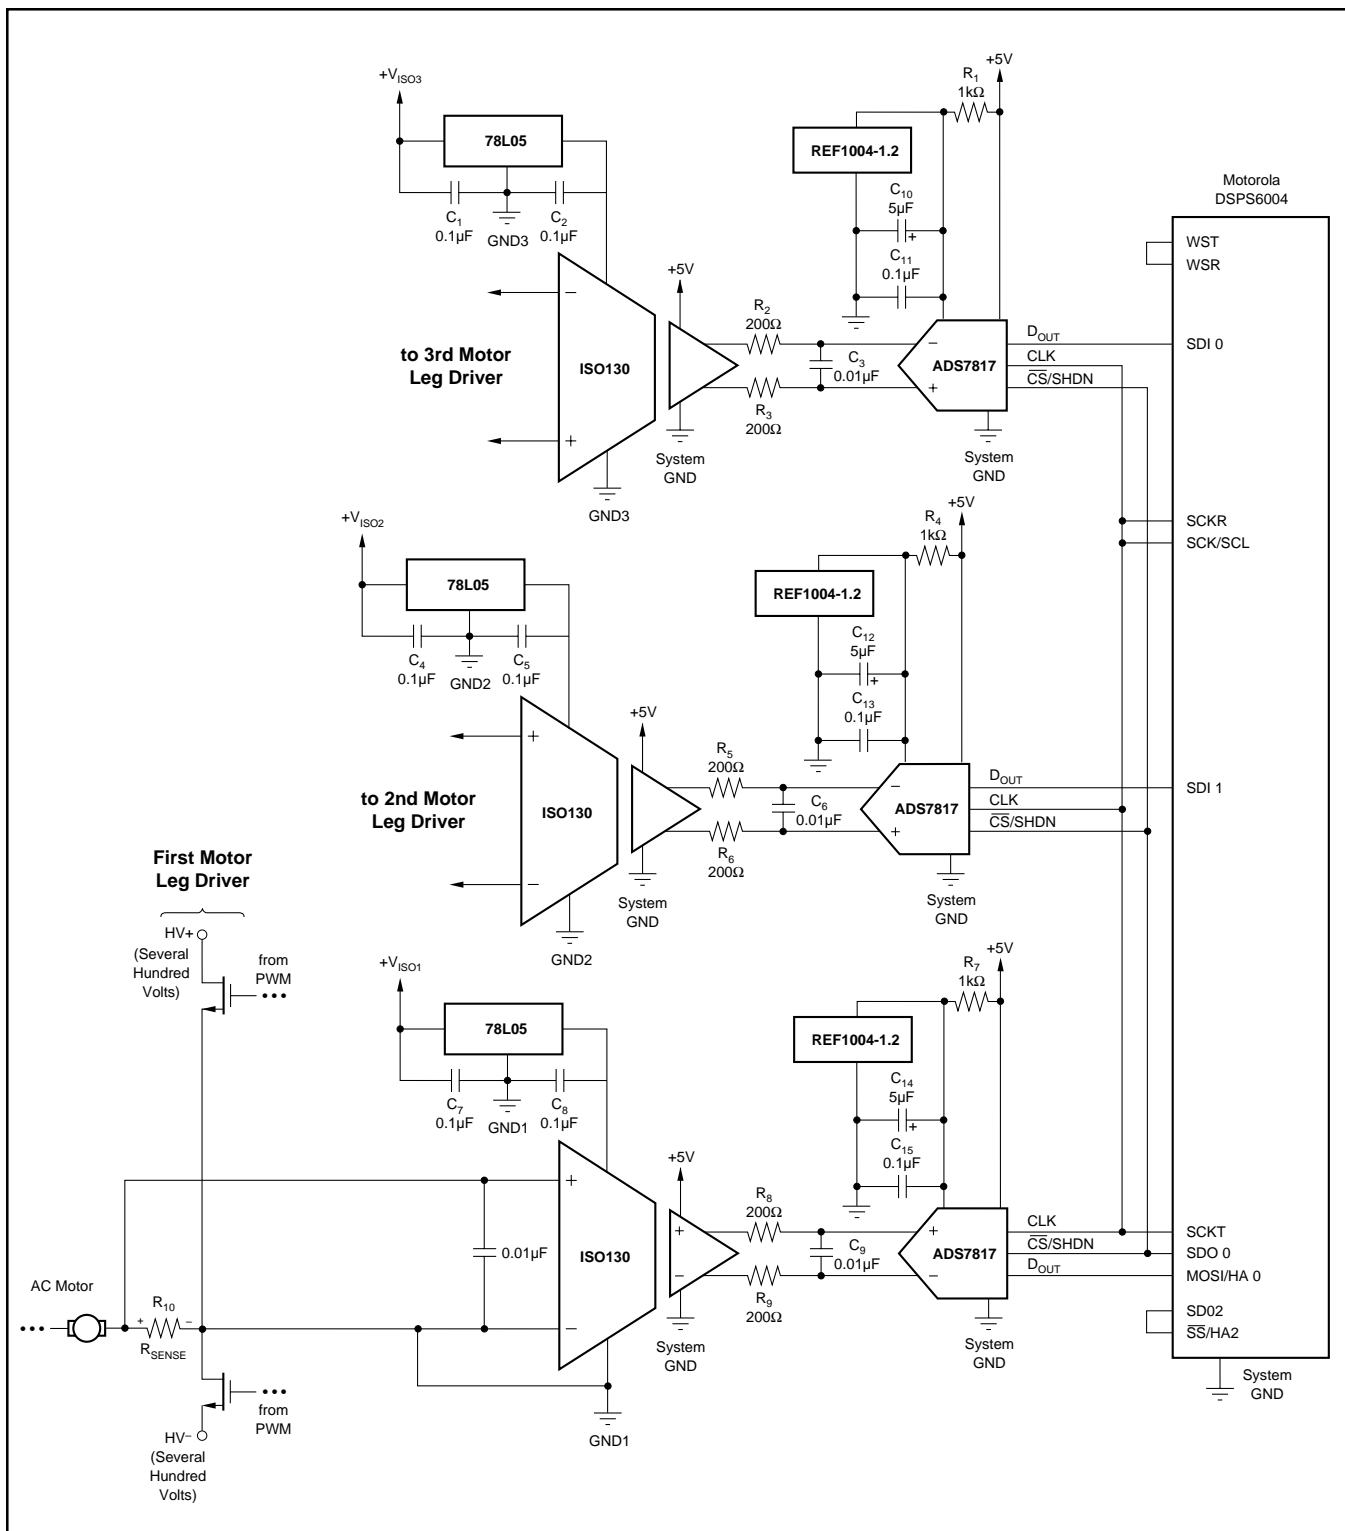 +V_ISO3
78L05
C1
0.1µF
GND3
C2
0.1µF
R1
1kΩ
+5V
REF1004-1.2
C10
5µF
+
C11
0.1µF
Motorola
DSPS6004
WST
WSR
to 3rd Motor
Leg Driver
−
+
ISO130
GND3
+5V
System
GND
R2
200Ω
R3
200Ω
C3
0.01µF
−
+
ADS7817
System
GND
DOUT
CLK
CS/SHDN
SDI 0
SCKR
SCK/SCL
+VISO2
78L05
C4
0.1µF
GND2
C5
0.1µF
R4
1kΩ
+5V
REF1004-1.2
C12
5µF
+
C13
0.1µF
to 2nd Motor
Leg Driver
+
−
ISO130
GND2
+5V
System
GND
R5
200Ω
R6
200Ω
C6
0.01µF
−
+
ADS7817
System
GND
DOUT
CLK
CS/SHDN
SDI 1
First Motor
Leg Driver
HV+
(Several
Hundred
Volts)
from
PWM
+VISO1
78L05
C7
0.1µF
GND1
C8
0.1µF
R7
1kΩ
+5V
REF1004-1.2
C14
5µF
+
C15
0.1µF
0.01µF
+
−
ISO130
GND1
+5V
+
−
System
GND
R8
200Ω
R9
200Ω
C9
0.01µF
+
−
ADS7817
System
GND
CLK
CS/SHDN
DOUT
SCKT
SDO 0
MOSI/HA 0
SD02
SS/HA2
System
GND
AC Motor
R10
+ −
RSENSE
from
PWM
HV−
(Several
Hundred
Volts)